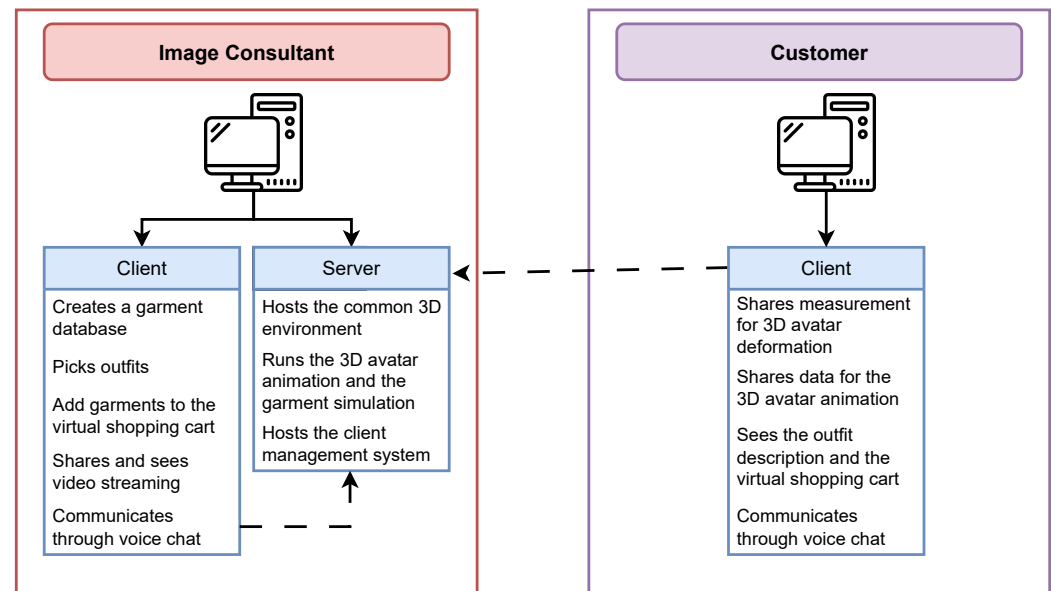 Image Consultant
Client
Creates a garment
database
Picks outfits
Add garments to the
virtual shopping cart
Shares and sees
video streaming
Communicates
through voice chat
Server
Hosts the common 3D
environment
Runs the 3D avatar
animation and the
garment simulation
Hosts the client
management system
Customer
Client
Shares measurement
for 3D avatar
deformation
Shares data for the
3D avatar animation
Sees the outfit
description and the
virtual shopping cart
Communicates
through voice chat